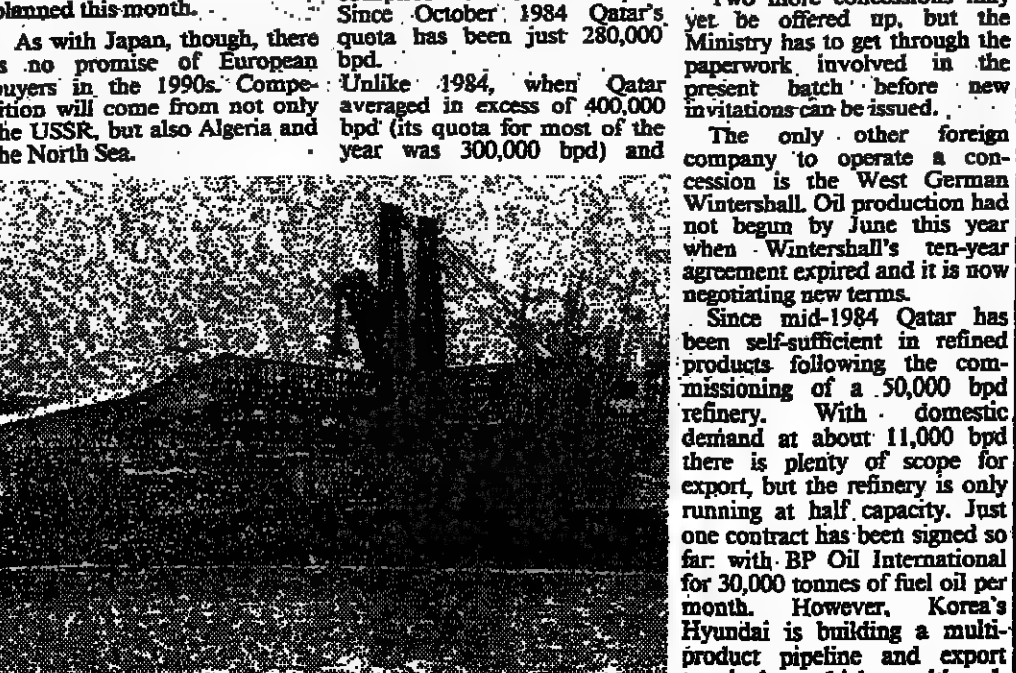 planned this month.
As with Japan, though, there
s no promise of European
uyers in the 1990s. Compe-
ition will come from not only
he USSR, but also Algeria and
he North Sea.
Since October 1984 Qatar's
quota has been just 280,000
bpd.
Unlike 1984, when Qatar
averaged in excess of 400,000
bpd (its quota for most of the
year was 300,000 bpd) and
Two more concessions may
yet be offered up, but the
Ministry has to get through the
paperwork involved in the
present batch before new
invitations can be issued.
The only other foreign
company to operate a con-
cession is the West German
Wintershall. Oil production had
not begun by June this year
when Wintershall's ten-year
agreement expired and it is now
negotiating new terms.
Since mid-1984 Qatar has
been self-sufficient in refined
products following the com-
missioning of a 50,000 bpd
refinery. With domestic
demand at about 11,000 bpd
there is plenty of scope for
export, but the refinery is only
running at half capacity. Just
one contract has been signed so
far: with BP Oil International
for 30,000 tonnes of fuel oil per
month. However, Korea's
Hyundai is building a multi-
product pipeline and export